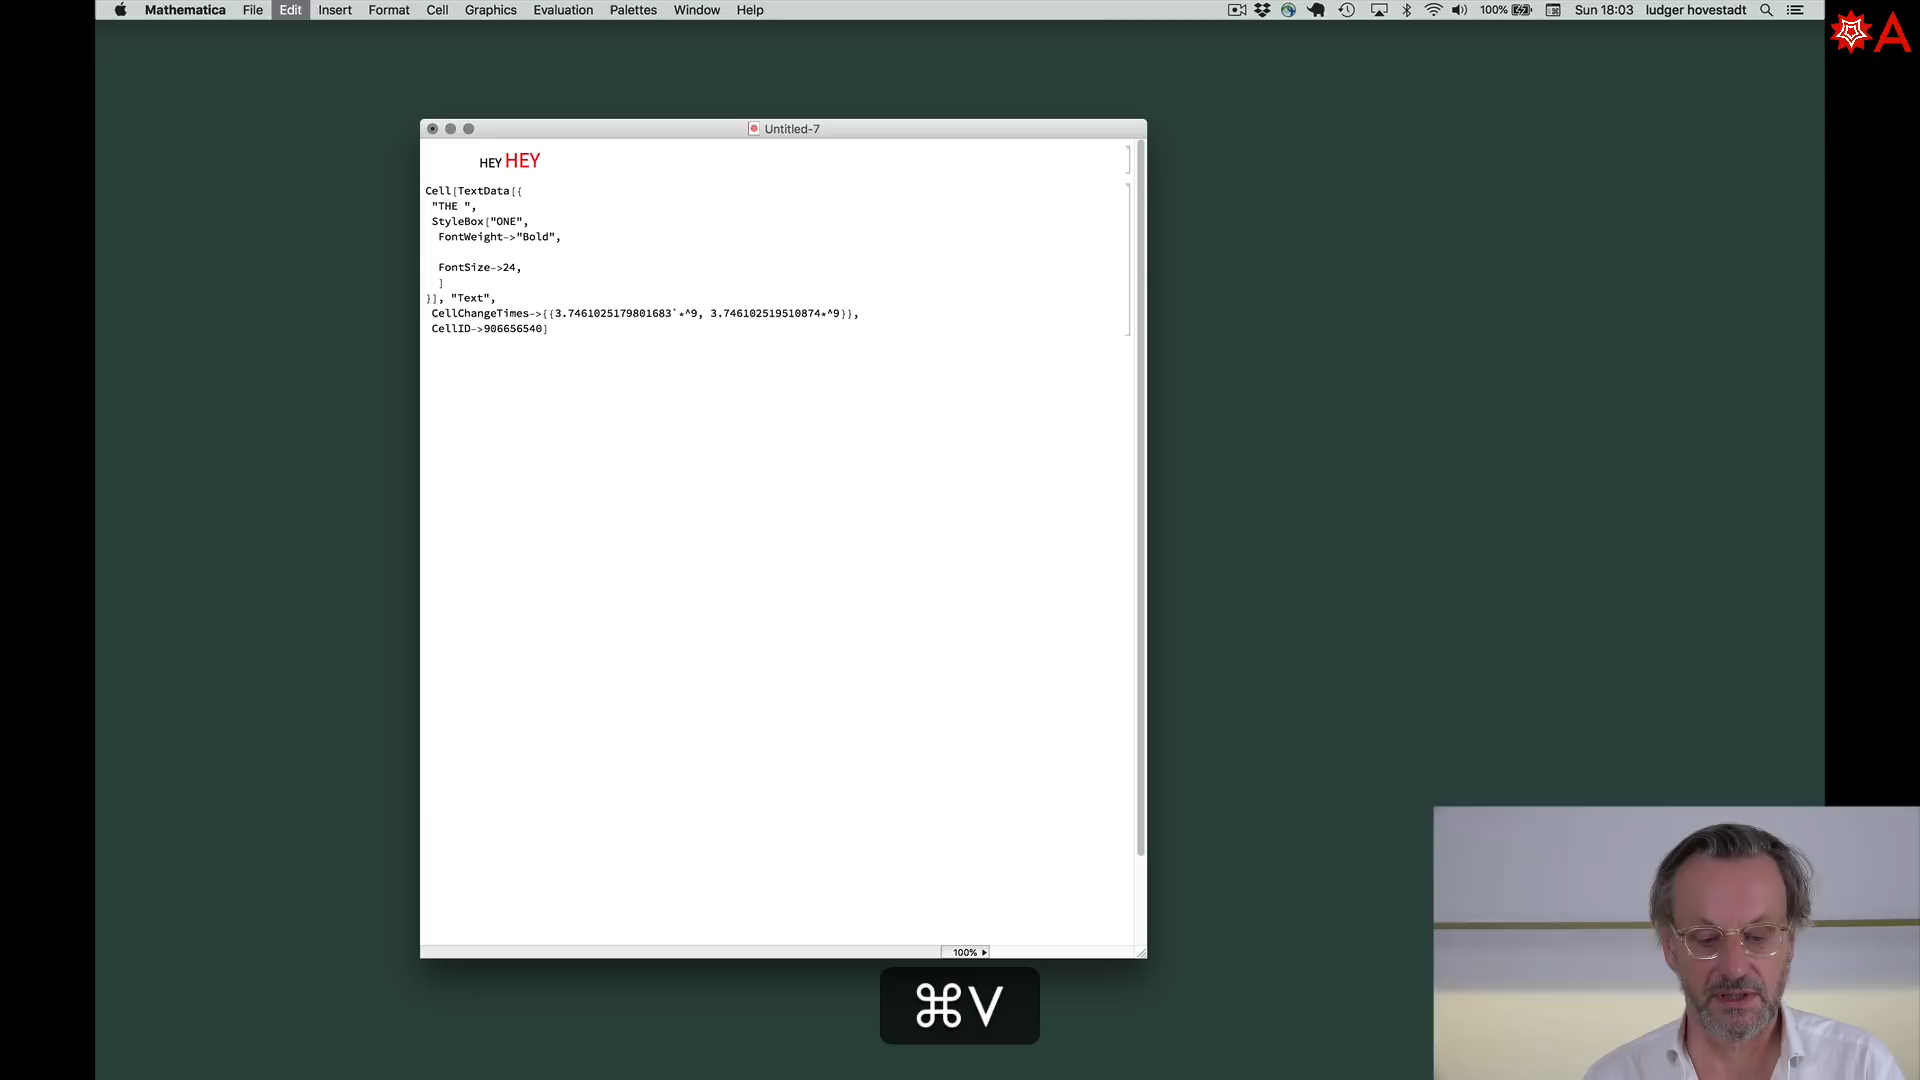 Mathematica File Edit Insert Format Cell Graphics Evaluation Palettes Window Help 100% Sun 18:03 ludger hovestadt
A
Untitled-7
HEY HEY
Cell[TextData[{
"THE ",
StyleBox["ONE",
FontWeight->"Bold",
FontSize->24,
]
}], "Text",
CellChangeTimes->{{3.7461025179801683`*^9, 3.746102519510874*^9}},
CellID->906656540]
100%
⌘V